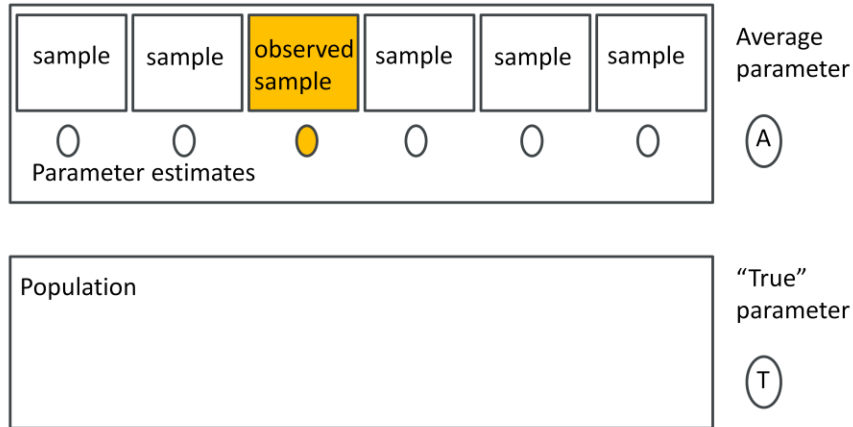 sample sample observed sample sample sample
sample
Parameter estimates
Average
parameter
A
Population
“True”
parameter
T